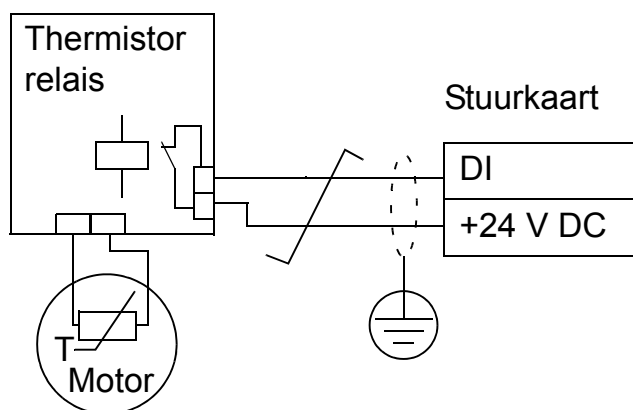 Thermistor
relais
Stuurkaart
DI
+24 V DC
T
Motor